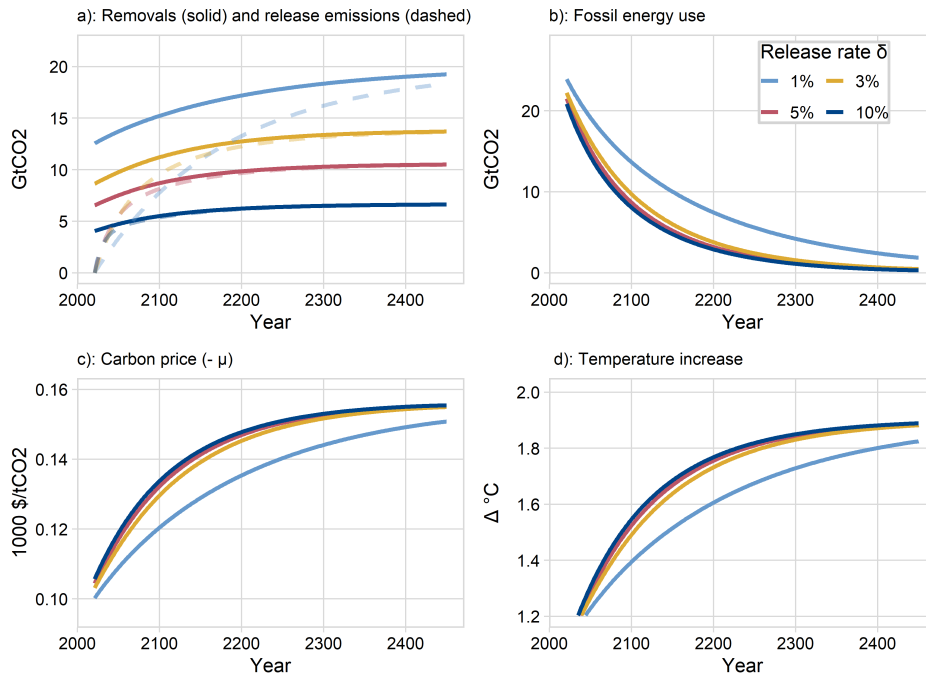 a): Removals (solid) and release emissions (dashed)
GtCO2
20
15
10
5
0
2000 2100 2200 2300 2400
Year
b): Fossil energy use
Release rate δ
1% 3%
5% 10%
GtCO2
20
10
0
2000 2100 2200 2300 2400
Year
c): Carbon price (- μ)
1000 $/tCO2
0.16
0.14
0.12
0.10
2000 2100 2200 2300 2400
Year
d): Temperature increase
Δ °C
2.0
1.8
1.6
1.4
1.2
2000 2100 2200 2300 2400
Year